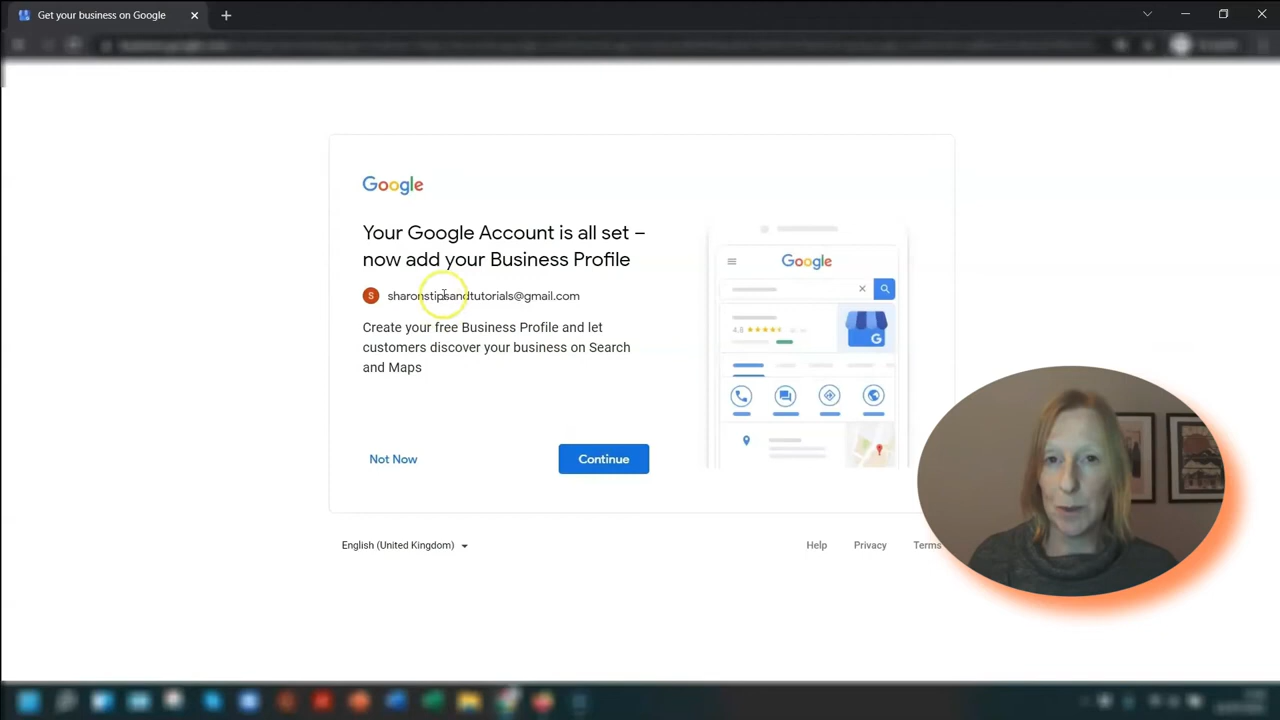 Get your business on Google
Google
Your Google Account is all set –
now add your Business Profile
S
sharonstipsandtutorials@gmail.com
Create your free Business Profile and let
customers discover your business on Search
and Maps
Not Now
Continue
Google
4.8
G
English (United Kingdom)
Help
Privacy
Terms